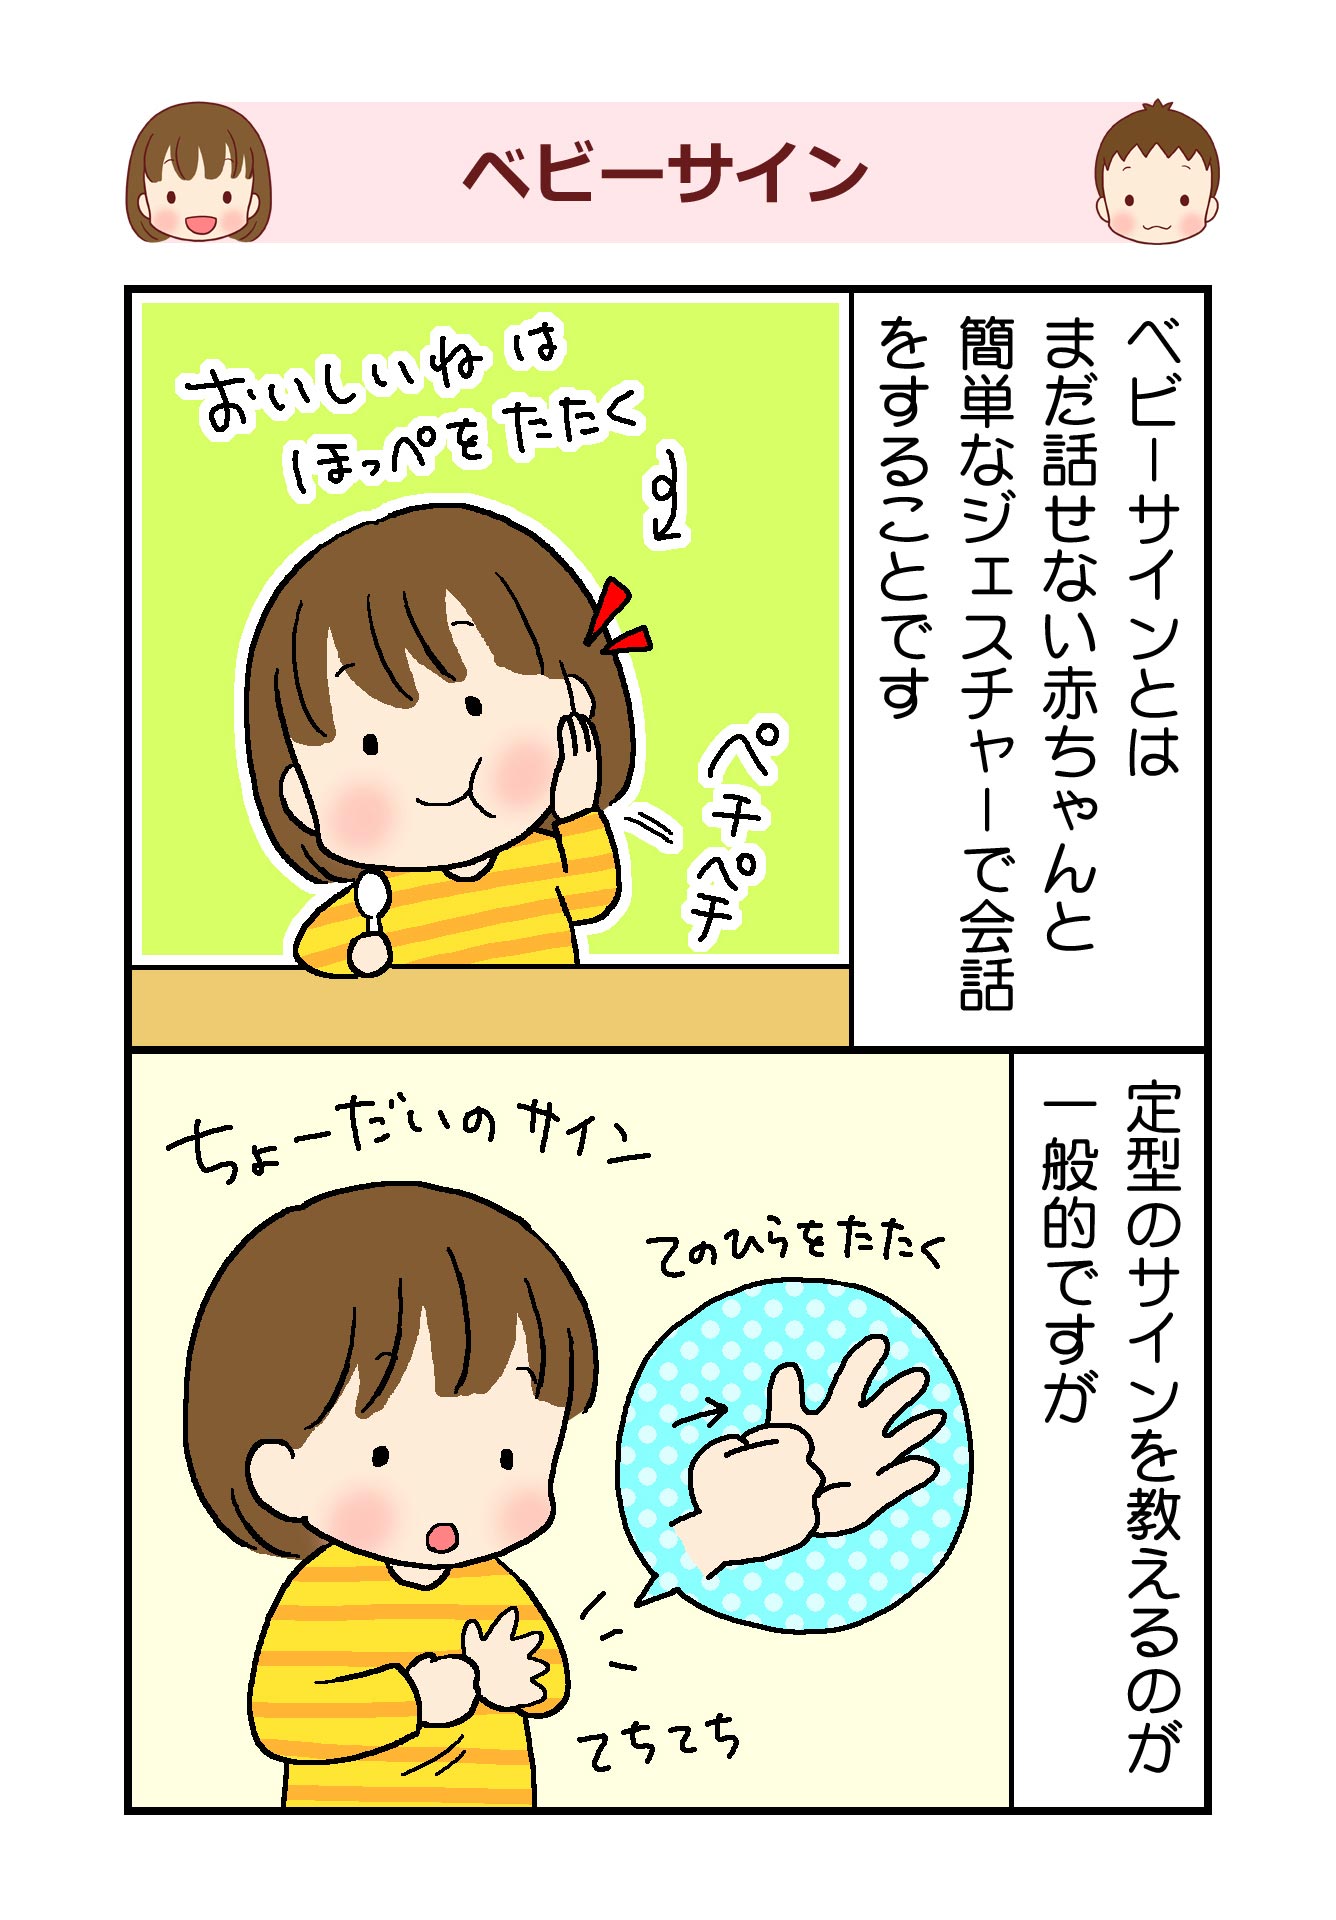 ベビーサイン
ベビーサインとは
まだ話せない赤ちゃんと
簡単なジェスチャーで会話
をすることです
おいしいねは
ほっぺをたたく
ペチペチ
定型のサインを教えるのが
一般的ですが
ちょーだいのサイン
てのひらをたたく
てちてち